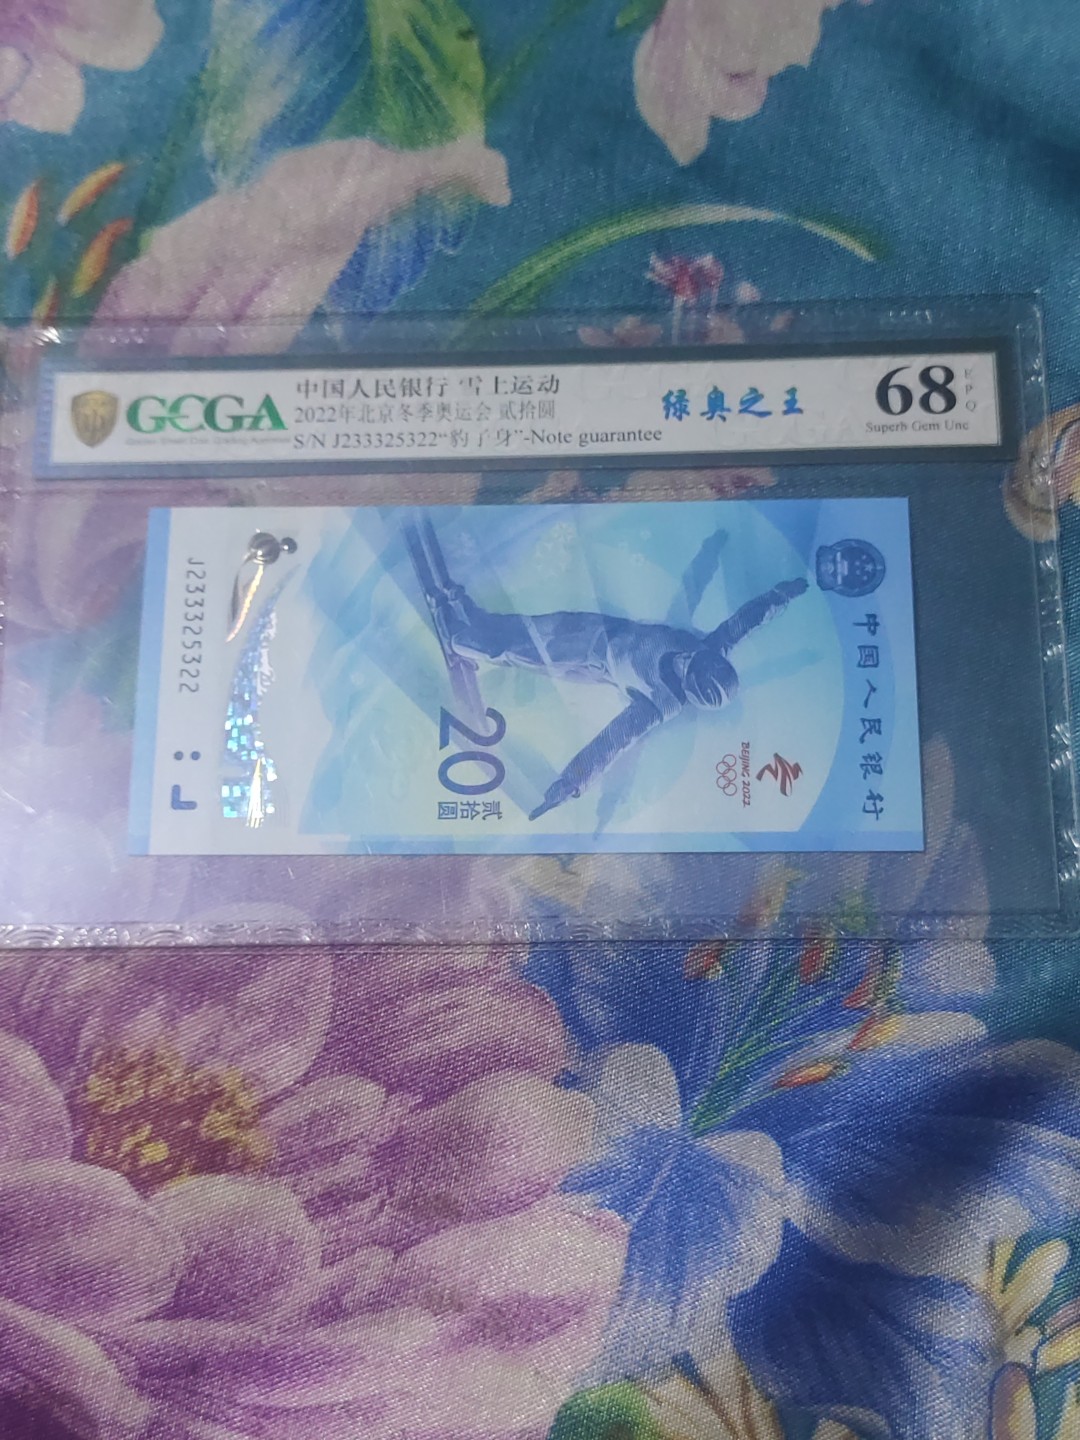 GCGA
中国人民银行 雪上运动
2022年北京冬季奥运会 贰拾圆
S/N J233325322“豹子身”-Note guarantee
绿奥之王
68
EPQ
Superb Gem Unc
中国人民银行
BEIJING 2022
20
贰拾圆
J233325322